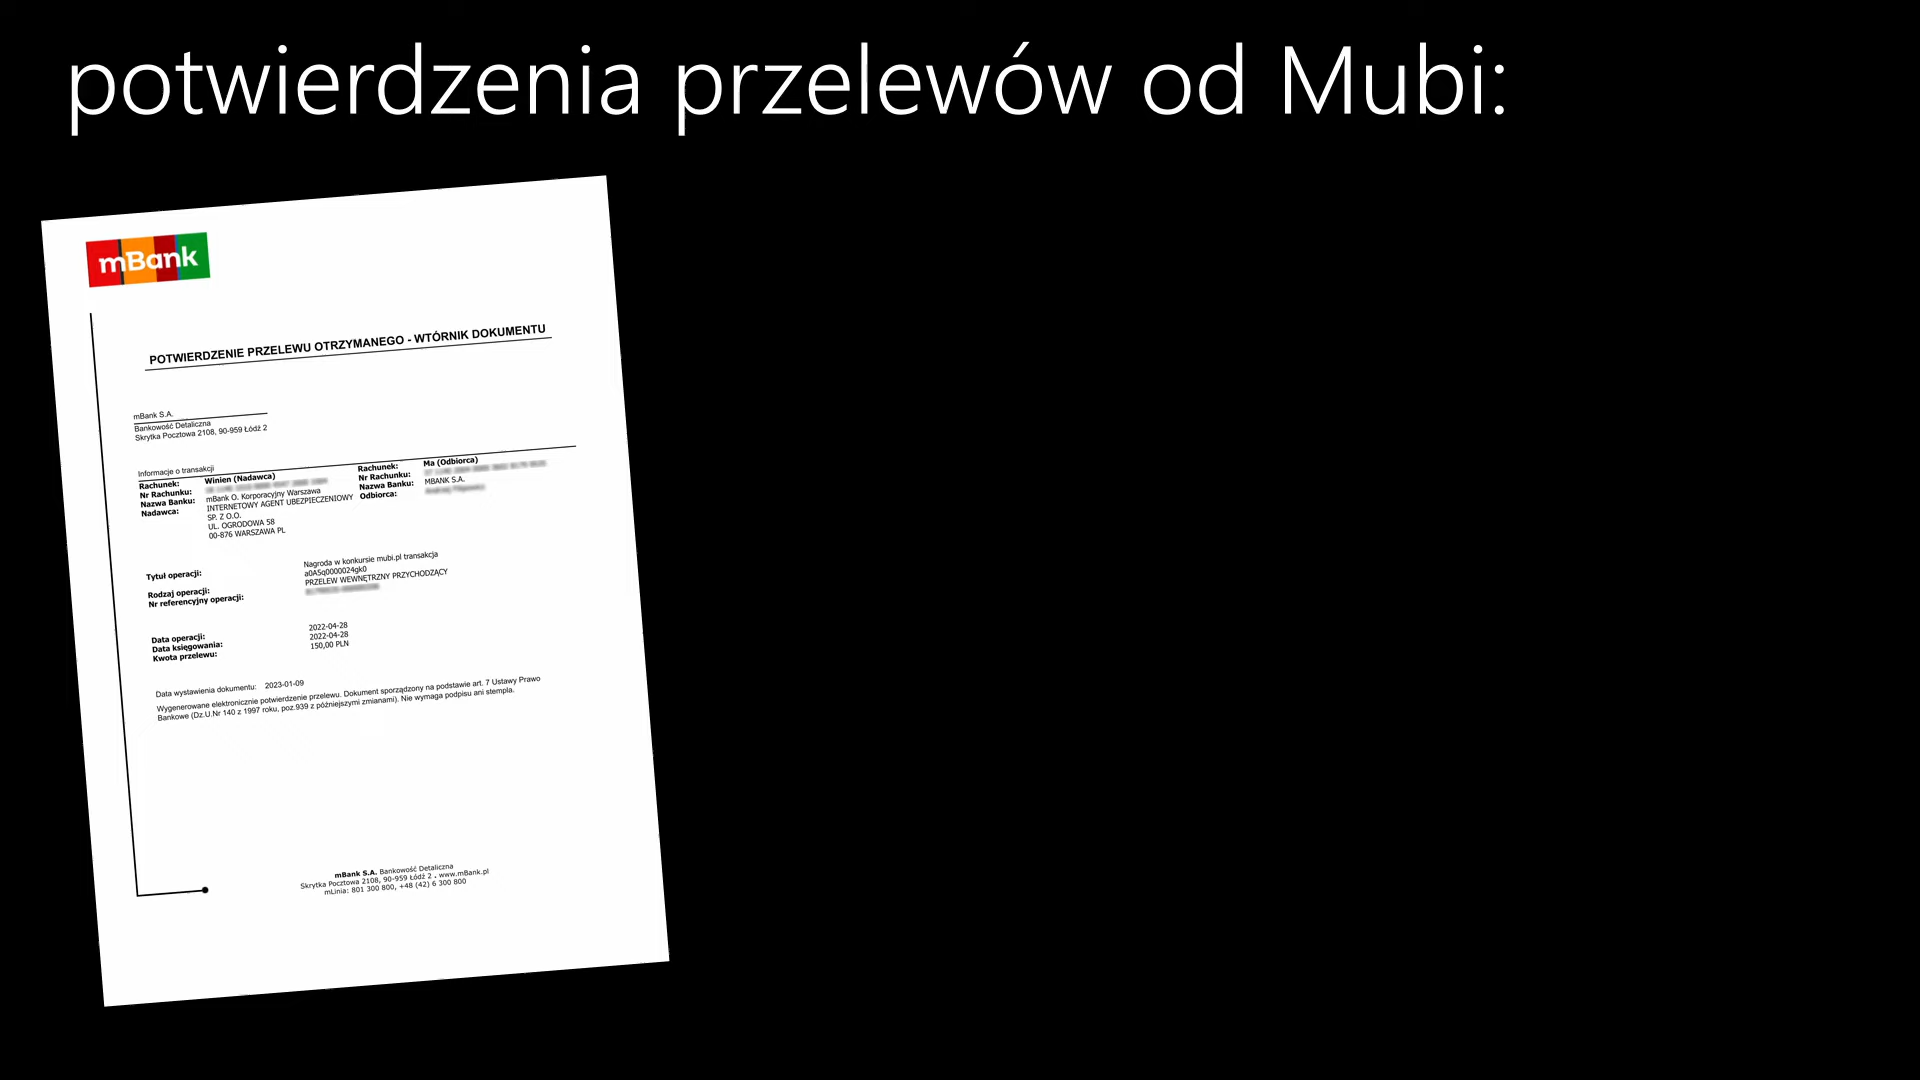 potwierdzenia przelewów od Mubi:
mBank
POTWIERDZENIE PRZELEWU OTRZYMANEGO - WTÓRNIK DOKUMENTU
mBank S.A.
Bankowość Detaliczna
Skrytka Pocztowa 2108, 90-959 Łódź 2
Informacje o transakcji
Rachunek: Winien (Nadawca)
Nr Rachunku:
Nazwa Banku: mBank O. Korporacyjny Warszawa
Nadawca: INTERNETOWY AGENT UBEZPIECZENIOWY
SP. Z O.O.
UL. OGRODOWA 58
00-876 WARSZAWA PL
Rachunek: Ma (Odbiorca)
Nr Rachunku:
Nazwa Banku: MBANK S.A.
Odbiorca:
Tytuł operacji: Nagroda w konkursie mubi.pl transakcja
a0A5q0000024gk0
Rodzaj operacji: PRZELEW WEWNĘTRZNY PRZYCHODZĄCY
Nr referencyjny operacji:
Data operacji: 2022-04-28
Data księgowania: 2022-04-28
Kwota przelewu: 150,00 PLN
Data wystawienia dokumentu: 2023-01-09
Wygenerowane elektronicznie potwierdzenie przelewu. Dokument sporządzony na podstawie art. 7 Ustawy Prawo
Bankowe (Dz.U.Nr 140 z 1997 roku, poz.939 z późniejszymi zmianami). Nie wymaga podpisu ani stempla.
mBank S.A. Bankowość Detaliczna
Skrytka Pocztowa 2108, 90-959 Łódź 2 . www.mBank.pl
mLinia: 801 300 800, +48 (42) 6 300 800